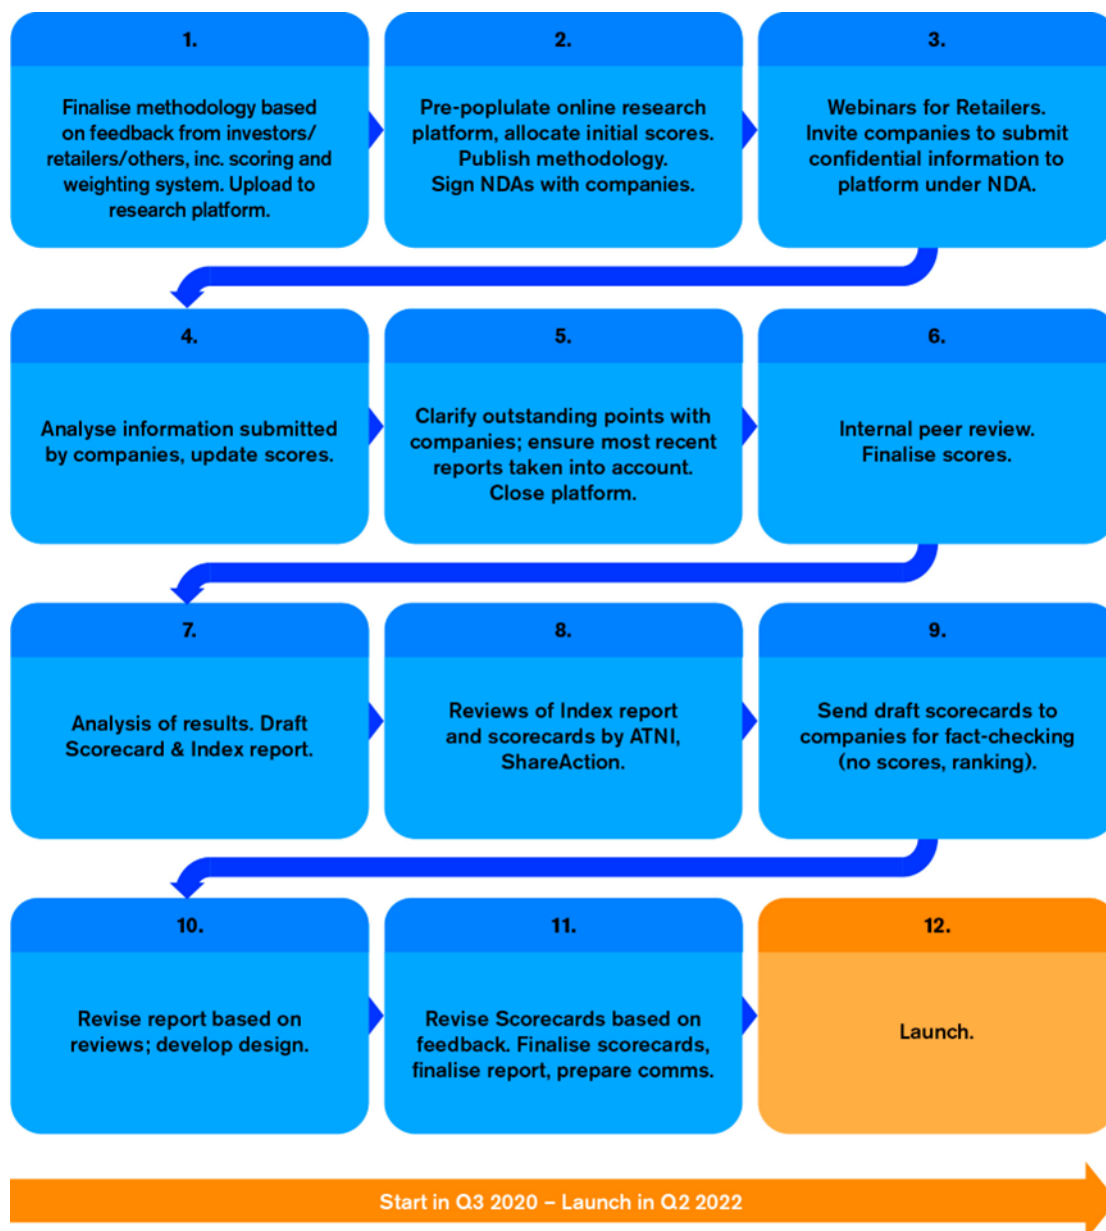 1.
Finalise methodology based
on feedback from investors/
retailers/others, inc. scoring and
weighting system. Upload to
research platform.
2.
Pre-poplulate online research
platform, allocate initial scores.
Publish methodology.
Sign NDAs with companies.
3.
Webinars for Retailers.
Invite companies to submit
confidential information to
platform under NDA.
4.
Analyse information submitted
by companies, update scores.
5.
Clarify outstanding points with
companies; ensure most recent
reports taken into account.
Close platform.
6.
Internal peer review.
Finalise scores.
7.
Analysis of results. Draft
Scorecard & Index report.
8.
Reviews of Index report
and scorecards by ATNI,
ShareAction.
9.
Send draft scorecards to
companies for fact-checking
(no scores, ranking).
10.
Revise report based on
reviews; develop design.
11.
Revise Scorecards based on
feedback. Finalise scorecards,
finalise report, prepare comms.
12.
Launch.
Start in Q3 2020 – Launch in Q2 2022